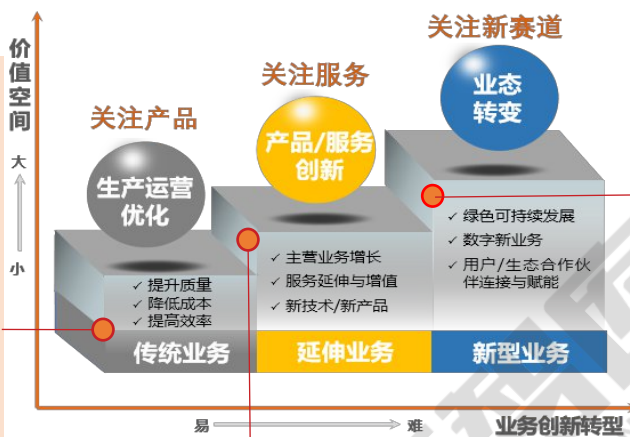 关注新赛道
价值空间
关注服务
业态
转变
关注产品
产品/服务
创新
大
生产运营
优化
小
绿色可持续发展
数字新业务
用户/生态合作伙
伴连接与赋能
主营业务增长
服务延伸与增值
新技术/新产品
提升质量
降低成本
提高效率
传统业务
延伸业务
新型业务
易
难
业务创新转型